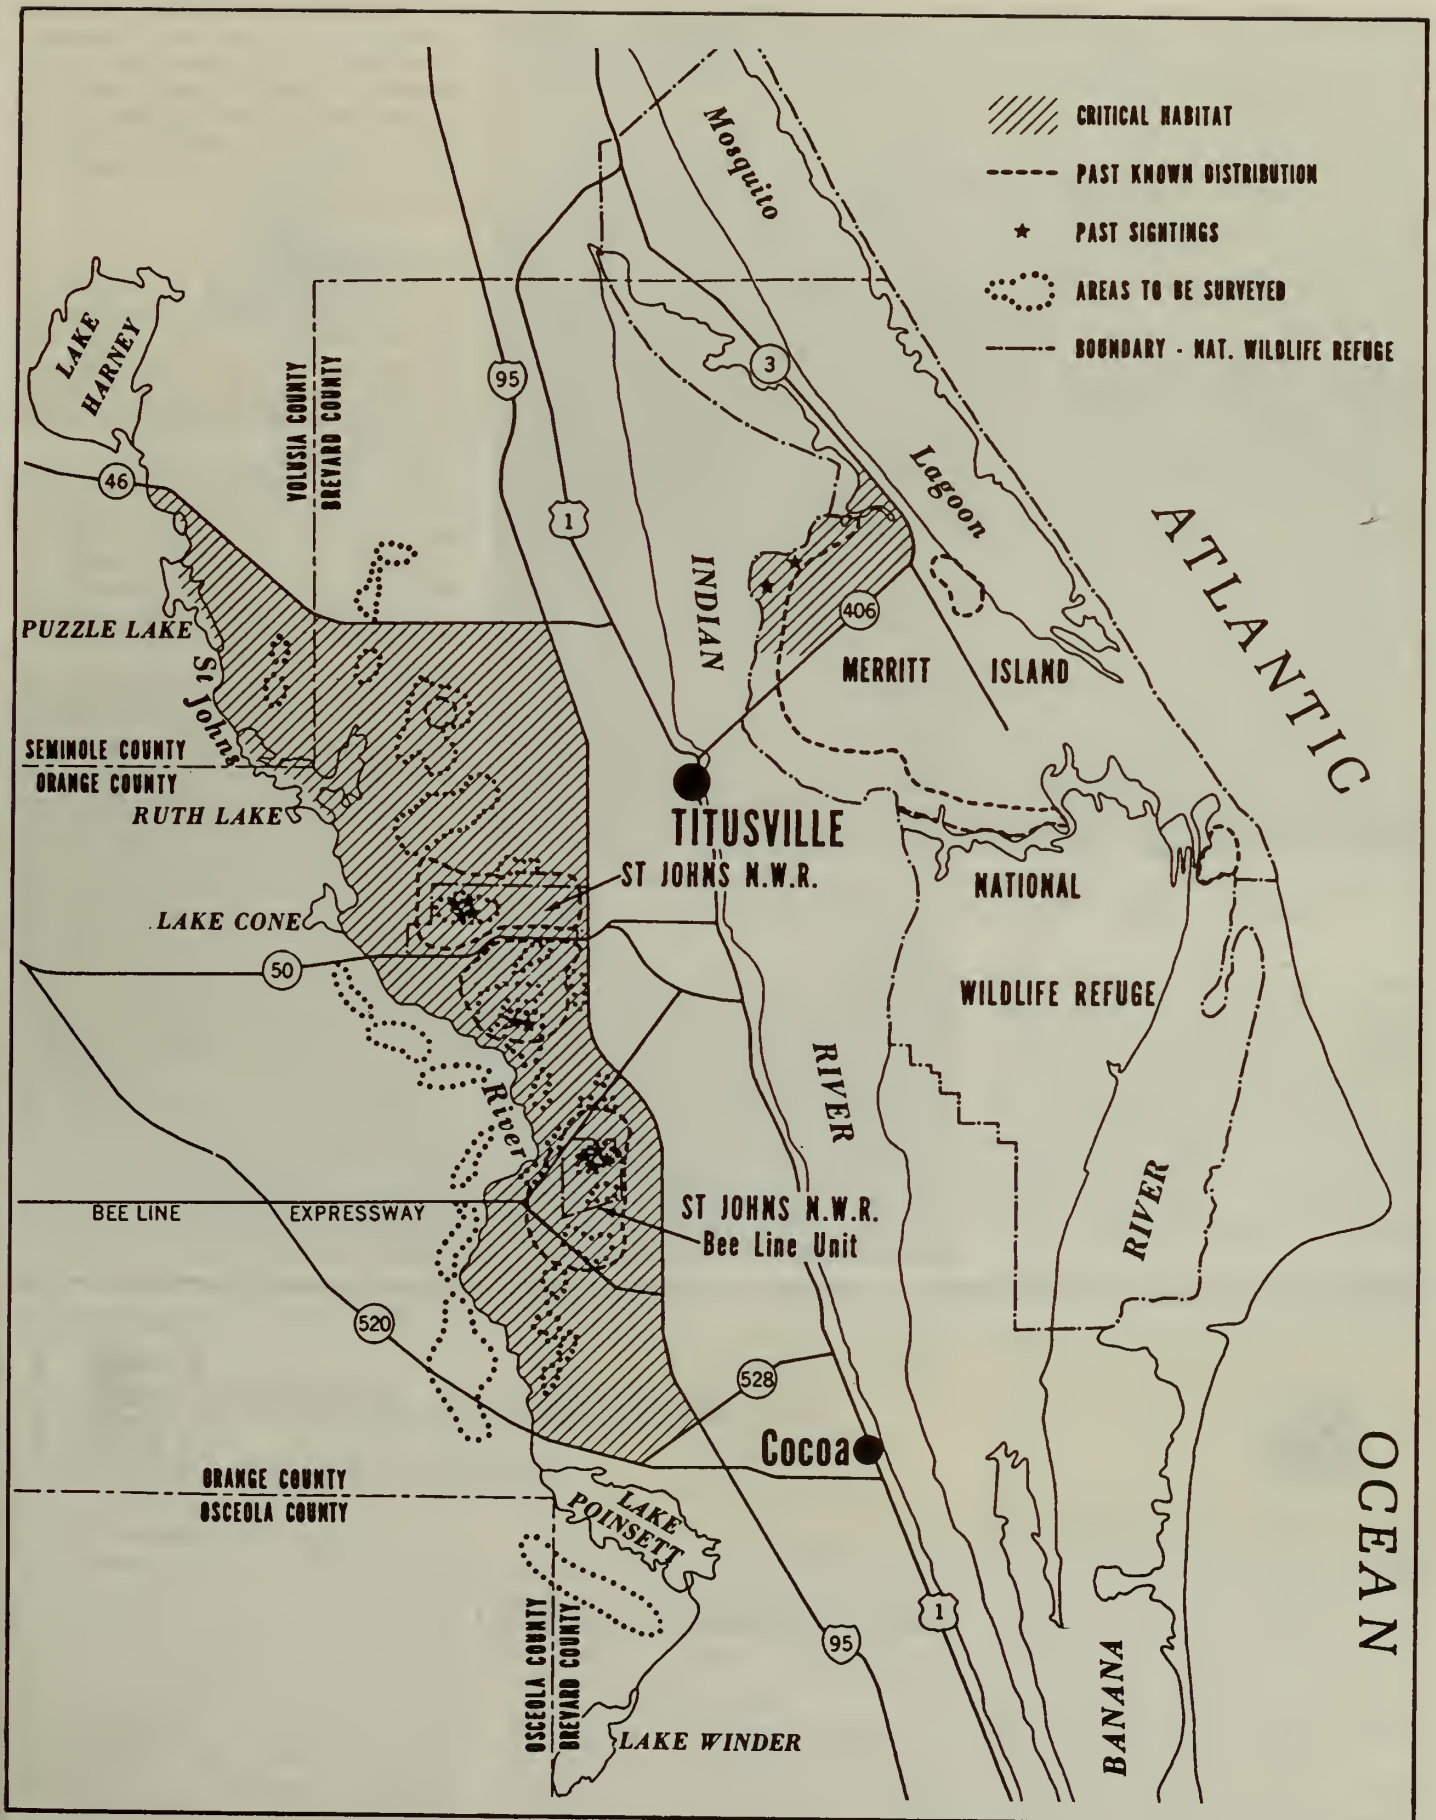 CRITICAL HABITAT
PAST KNOWN DISTRIBUTION
PAST SIGHTINGS
AREAS TO BE SURVEYED
BOUNDARY - NAT. WILDLIFE REFUGE
Mosquito
Lagoon
LAKE
HARNEY
VOLUSIA COUNTY
BREVARD COUNTY
95
3
46
1
ATLANTIC
INDIAN
406
PUZZLE LAKE
St Johns
MERRITT ISLAND
SEMINOLE COUNTY
ORANGE COUNTY
RUTH LAKE
TITUSVILLE
ST JOHNS N.W.R.
NATIONAL
LAKE CONE
50
WILDLIFE REFUGE
River
RIVER
RIVER
BEE LINE EXPRESSWAY
ST JOHNS N.W.R.
Bee Line Unit
520
528
Cocoa
OCEAN
ORANGE COUNTY
OSCEOLA COUNTY
LAKE
POINSETT
OSCEOLA COUNTY
BREVARD COUNTY
1
95
BANANA
LAKE WINDER